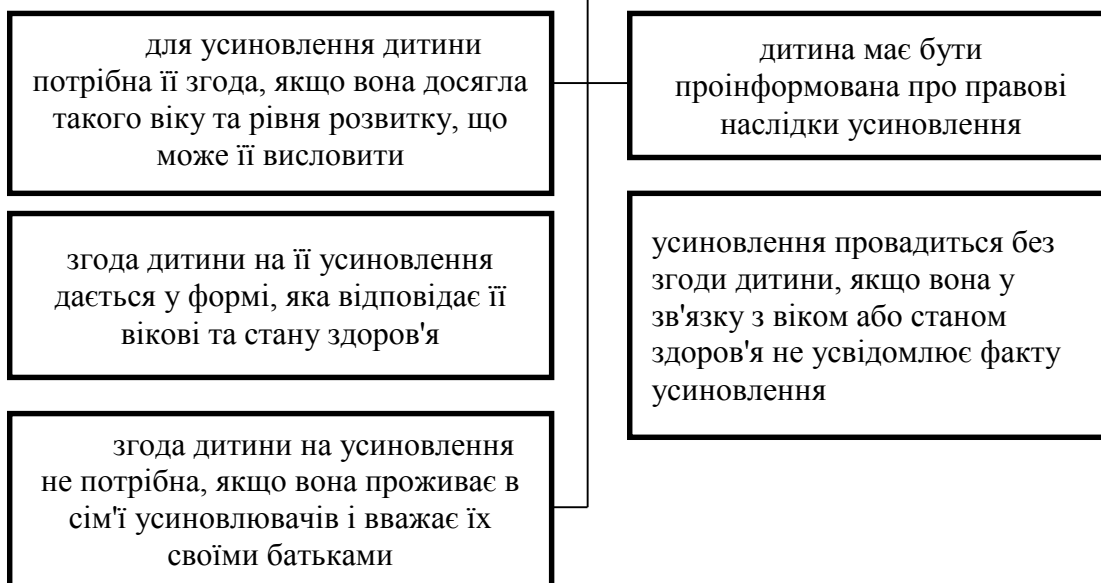 для усиновлення дитини
потрібна її згода, якщо вона досягла
такого віку та рівня розвитку, що
може її висловити
дитина має бути
проінформована про правові
наслідки усиновлення
згода дитини на її усиновлення
дається у формі, яка відповідає її
вікові та стану здоров'я
усиновлення провадиться без
згоди дитини, якщо вона у
зв'язку з віком або станом
здоров'я не усвідомлює факту
усиновлення
згода дитини на усиновлення
не потрібна, якщо вона проживає в
сім'ї усиновлювачів і вважає їх
своїми батьками